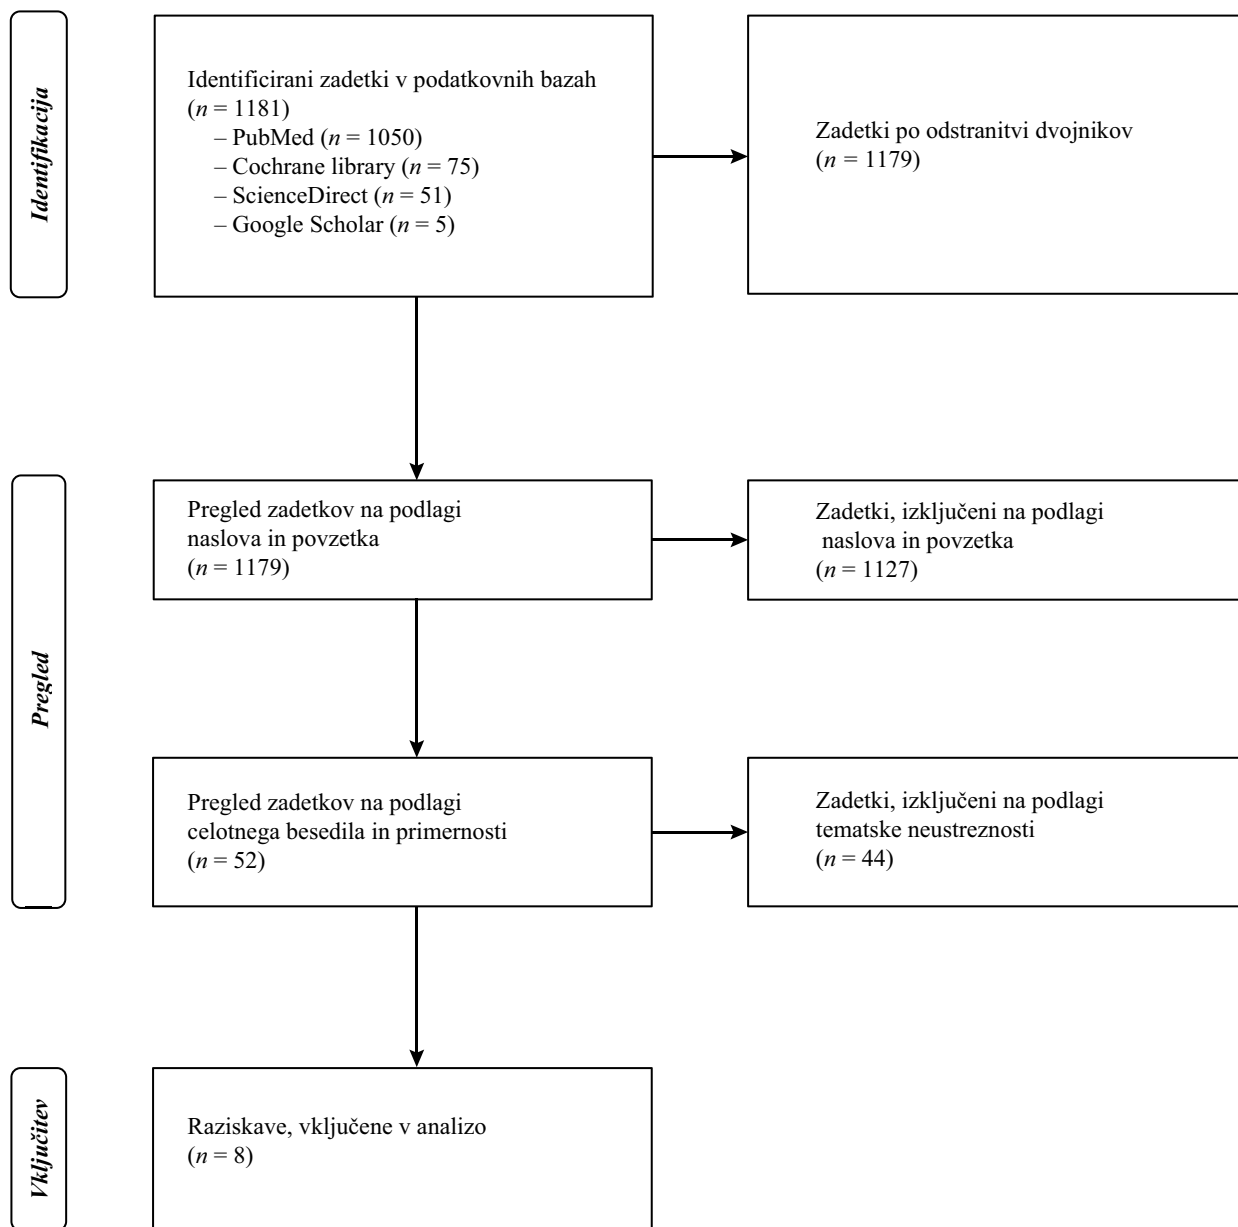 Identifikacija
Identificirani zadetki v podatkovnih bazah
(n = 1181)
– PubMed (n = 1050)
– Cochrane library (n = 75)
– ScienceDirect (n = 51)
– Google Scholar (n = 5)
Zadetki po odstranitvi dvojnikov
(n = 1179)
Pregled
Pregled zadetkov na podlagi
naslova in povzetka
(n = 1179)
Zadetki, izključeni na podlagi
naslova in povzetka
(n = 1127)
Pregled zadetkov na podlagi
celotnega besedila in primernosti
(n = 52)
Zadetki, izključeni na podlagi
tematske neustreznosti
(n = 44)
Vključitev
Raziskave, vključene v analizo
(n = 8)